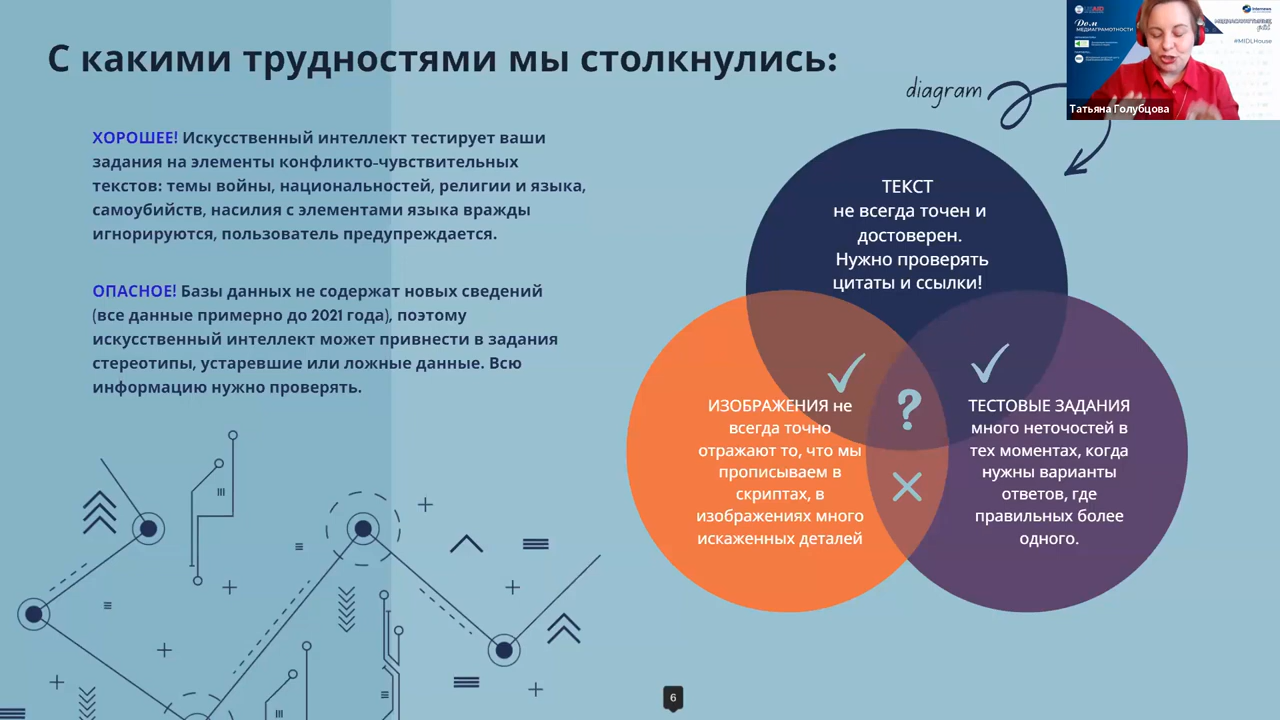 С какими трудностями мы столкнулись:
ХОРОШЕЕ! Искусственный интеллект тестирует ваши
задания на элементы конфликто-чувствительных
текстов: темы войны, национальностей, религии и языка,
самоубийств, насилия с элементами языка вражды
игнорируются, пользователь предупреждается.
ОПАСНОЕ! Базы данных не содержат новых сведений
(все данные примерно до 2021 года), поэтому
искусственный интеллект может привнести в задания
стереотипы, устаревшие или ложные данные. Всю
информацию нужно проверять.
diagram
ТЕКСТ
не всегда точен и
достоверен.
Нужно проверять
цитаты и ссылки!
ИЗОБРАЖЕНИЯ не
всегда точно
отражают то, что мы
прописываем в
скриптах, в
изображениях много
искаженных деталей
?
ТЕСТОВЫЕ ЗАДАНИЯ
много неточостей в
тех моментах, когда
нужны варианты
ответов, где
правильных более
одного.
6
USAID
Дом
МЕДИАГРАМОТНОСТИ
Internews
#MIDLHouse
Татьяна Голубцова